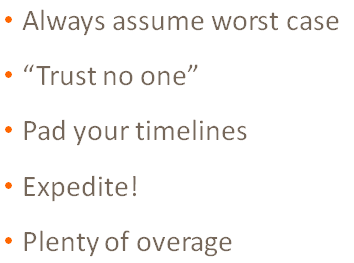 • Always assume worst case
• “Trust no one”
• Pad your timelines
• Expedite!
• Plenty of overage